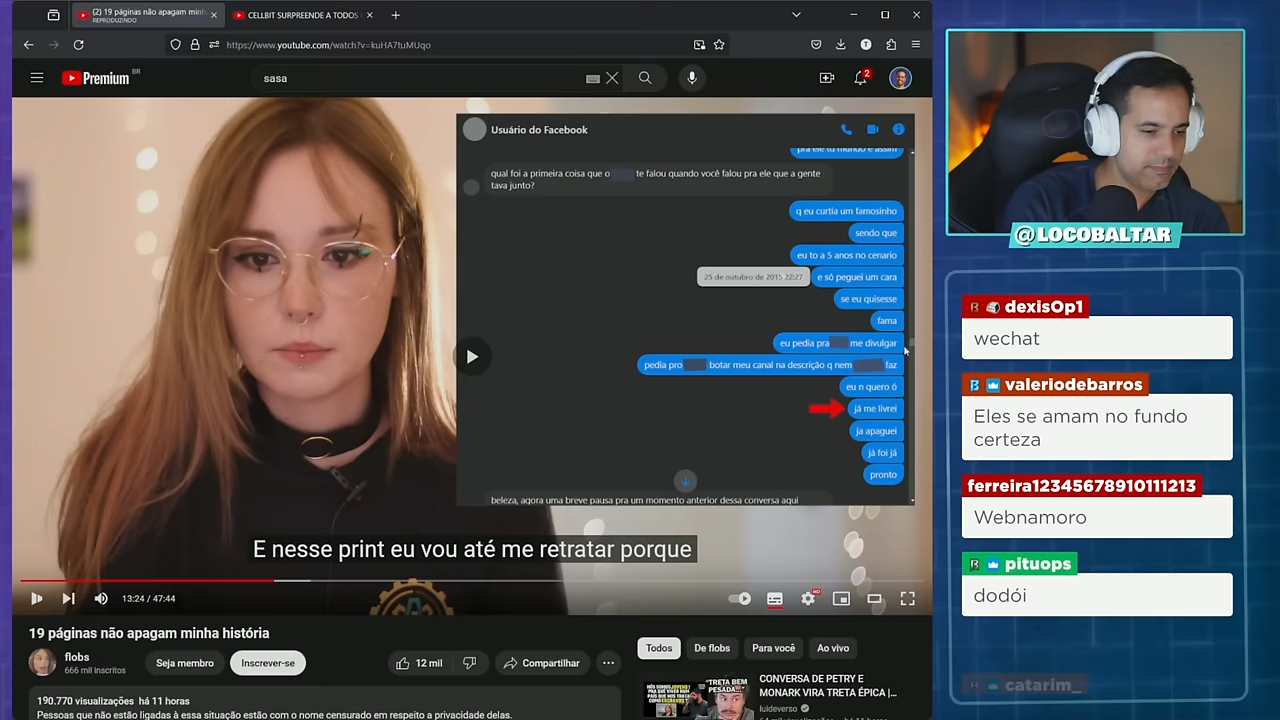 (2) 19 páginas não apagam minh
REPRODUZINDO
CELLBIT SURPREENDE A TODOS
https://www.youtube.com/watch?v=kuHA7tuMUqo
Premium BR
sasa
2
Usuário do Facebook
pra ele tu mundo é assim
qual foi a primeira coisa que o te falou quando você falou pra ele que a gente
tava junto?
q eu curtia um famosinho
sendo que
eu to a 5 anos no cenario
25 de outubro de 2015 22:27
e só peguei um cara
se eu quisesse
fama
eu pedia pra me divulgar
pedia pro botar meu canal na descrição q nem faz
eu n quero ó
já me livrei
ja apaguei
já foi já
pronto
beleza, agora uma breve pausa pra um momento anterior dessa conversa aqui
E nesse print eu vou até me retratar porque
13:24 / 47:44
HD
19 páginas não apagam minha história
flobs
666 mil inscritos
Seja membro
Inscrever-se
12 mil
Compartilhar
190.770 visualizações há 11 horas
Pessoas que não estão ligadas à essa situação estão com o nome censurado em respeito a privacidade delas.
Todos
De flobs
Para você
Ao vivo
"TRETA BEM
PESADA..."
CONVERSA DE PETRY E
MONARK VIRA TRETA ÉPICA |...
luideverso
@LOCOBALTAR
dexisOp1
wechat
valeriodebarros
Eles se amam no fundo
certeza
ferreira12345678910111213
Webnamoro
pituops
dodói
catarim_